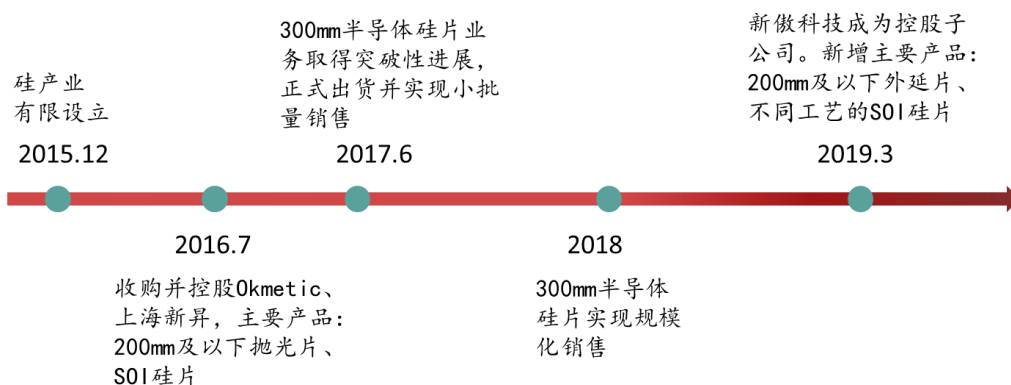 硅产业
有限设立
2015.12
300mm半导体硅片业
务取得突破性进展，
正式出货并实现小批
量销售
2017.6
新傲科技成为控股子
公司。新增主要产品：
200mm及以下外延片、
不同工艺的SOI硅片
2019.3
2016.7
收购并控股Okmetic、
上海新昇，主要产品：
200mm及以下抛光片、
SOI硅片
2018
300mm半导体
硅片实现规模
化销售